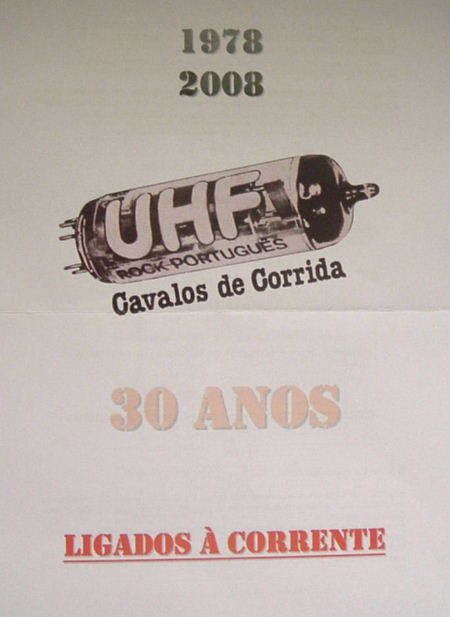 1978
2008
UHF
ROCK PORTUGUÊS
Cavalos de Corrida
30 ANOS
LIGADOS À CORRENTE